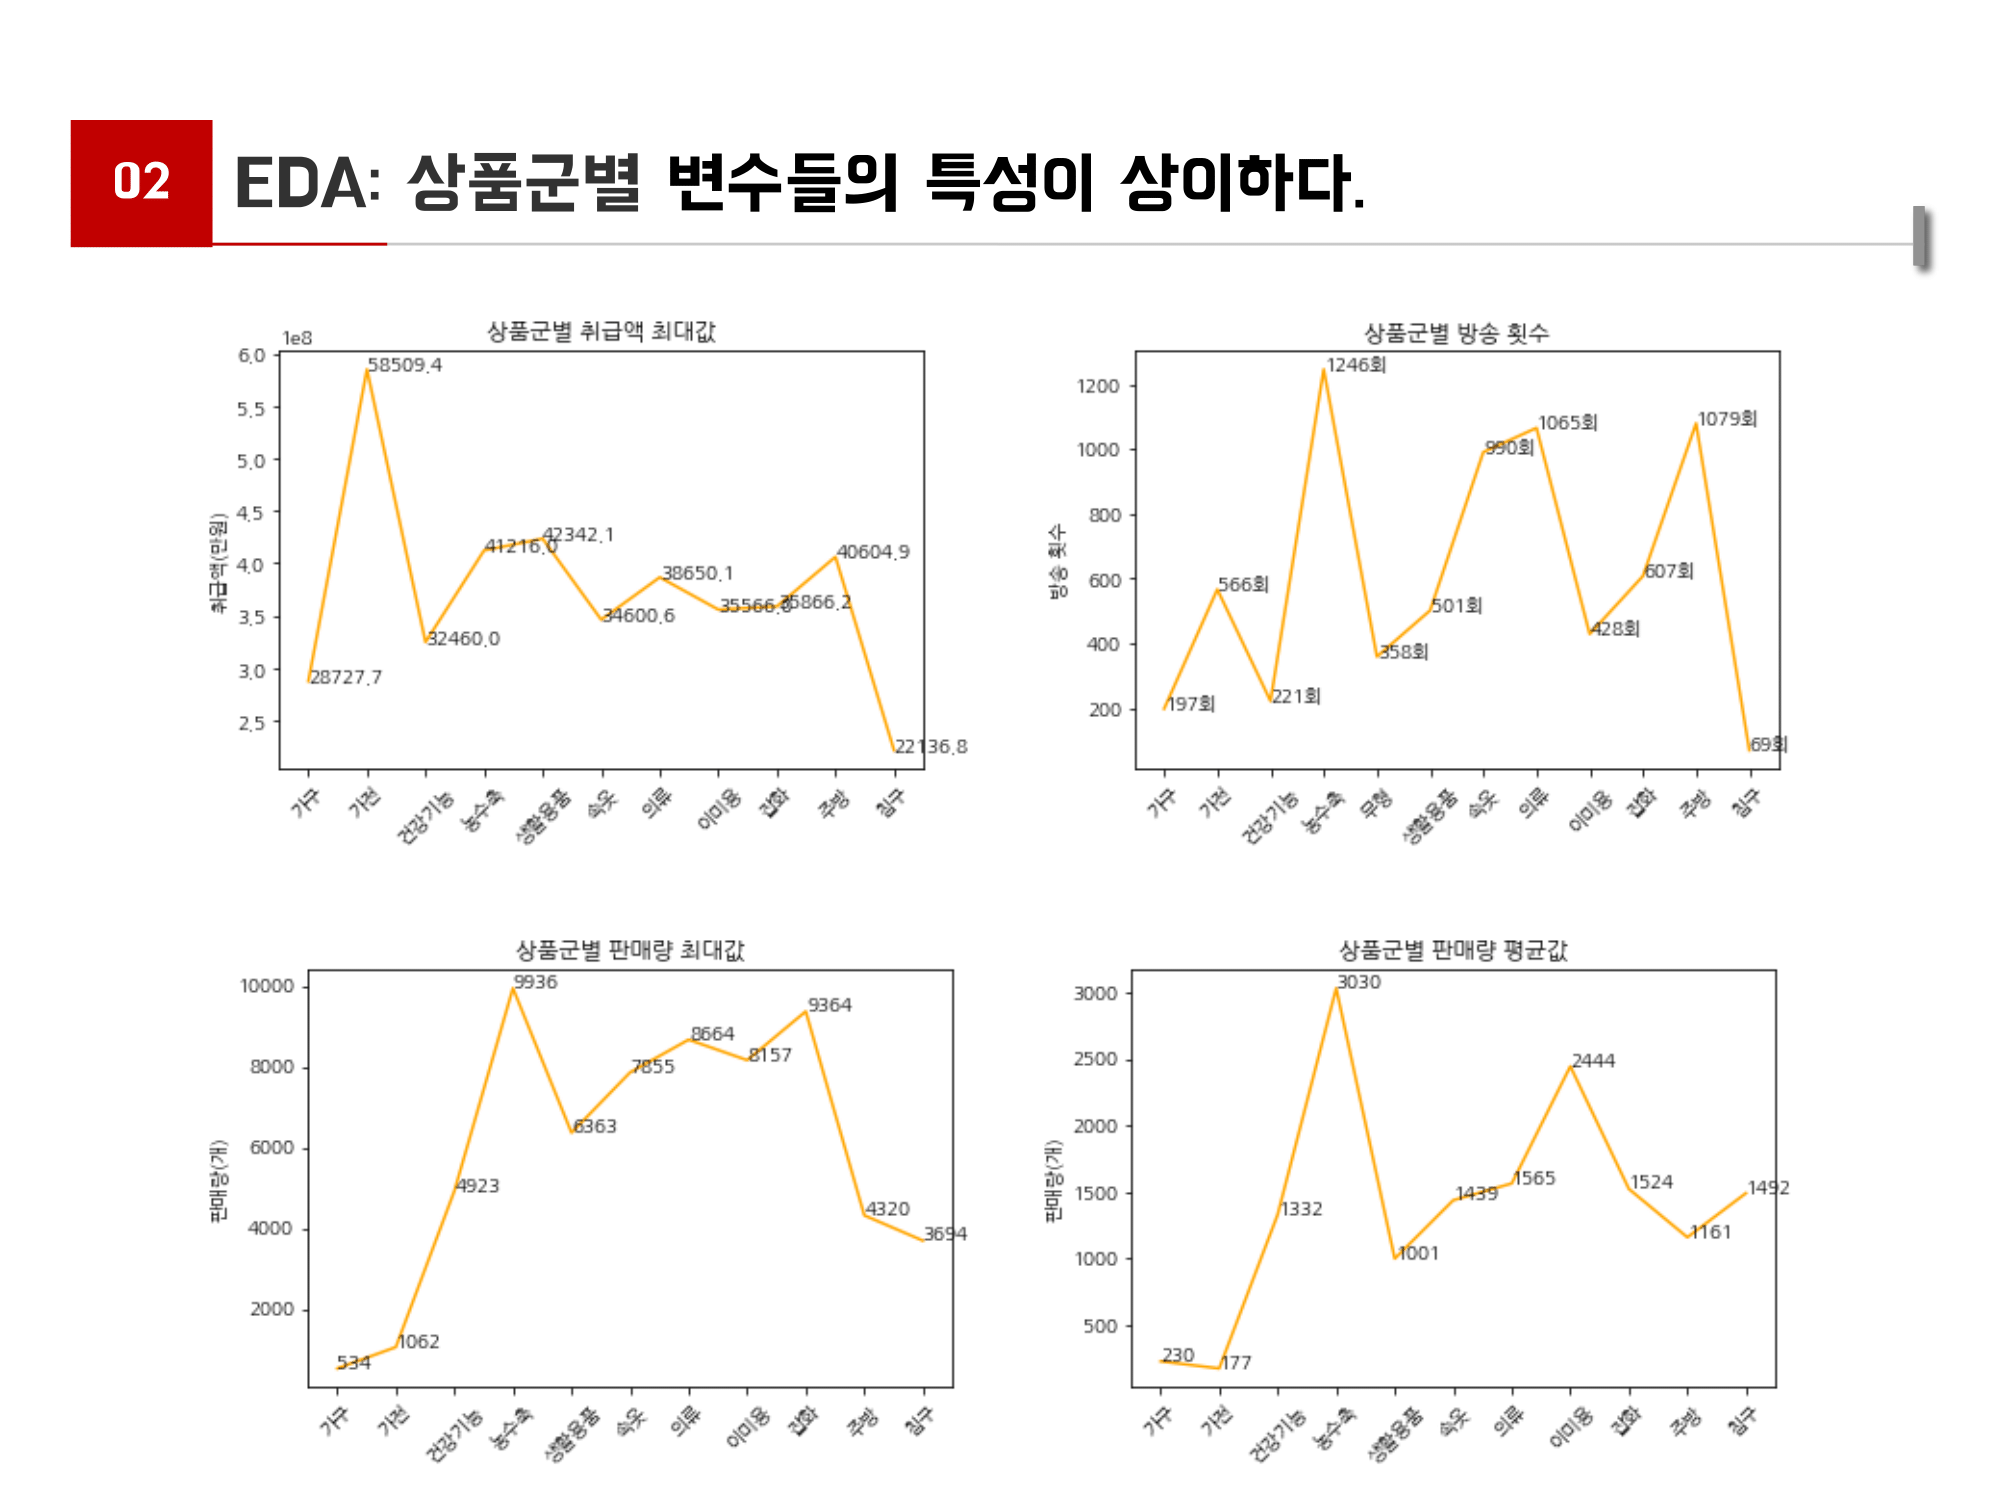 02
EDA: 상품군별 변수들의 특성이 상이하다.
상품군별 취급액 최대값
1e8
취급액(만원)
6.0
5.5
5.0
4.5
4.0
3.5
3.0
2.5
28727.7
58509.4
32460.0
41216.0
42342.1
34600.6
38650.1
35566.
35866.2
40604.9
22136.8
가구 가전 건강기능 농수축 생활용품 속옷 의류 이미용 잡화 주방 침구
상품군별 방송 횟수
방송 횟수
1200
1000
800
600
400
200
197회
566회
221회
1246회
358회
501회
990회
1065회
428회
607회
1079회
69회
가구 가전 건강기능 농수축 무형 생활용품 속옷 의류 이미용 잡화 주방 침구
상품군별 판매량 최대값
판매량(개)
10000
8000
6000
4000
2000
534
1062
4923
9936
6363
7855
8664
8157
9364
4320
3694
가구 가전 건강기능 농수축 생활용품 속옷 의류 이미용 잡화 주방 침구
상품군별 판매량 평균값
판매량(개)
3000
2500
2000
1500
1000
500
230
177
1332
3030
1001
1439
1565
2444
1524
1161
1492
가구 가전 건강기능 농수축 생활용품 속옷 의류 이미용 잡화 주방 침구